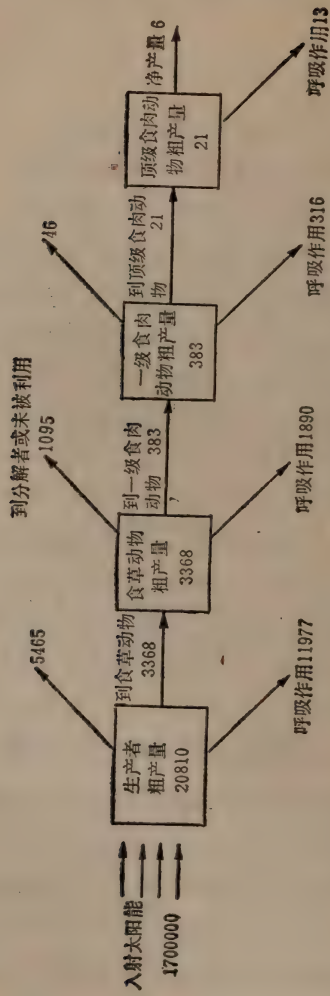 入射太阳能
1700000
生产者
粗产量
20810
5465
呼吸作用11977
到食草动物
3368
食草动物
粗产量
3368
到分解者或未被利用
1095
呼吸作用1890
到一级食肉
动物 383
一级食肉
动物粗产量
383
46
呼吸作用316
到顶级食肉动
物 21
顶级食肉动
物粗产量
21
净产量 6
呼吸作用13